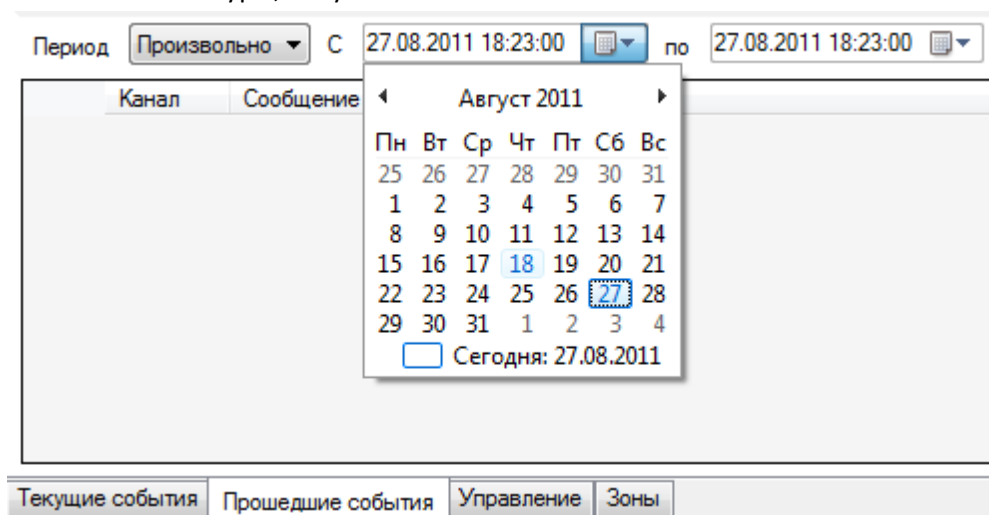 Период Произвольно С 27.08.2011 18:23:00 по 27.08.2011 18:23:00
Канал Сообщение
Август 2011
Пн Вт Ср Чт Пт Сб Вс
25 26 27 28 29 30 31
1 2 3 4 5 6 7
8 9 10 11 12 13 14
15 16 17 18 19 20 21
22 23 24 25 26 27 28
29 30 31 1 2 3 4
Сегодня: 27.08.2011
Текущие события Прошедшие события Управление Зоны